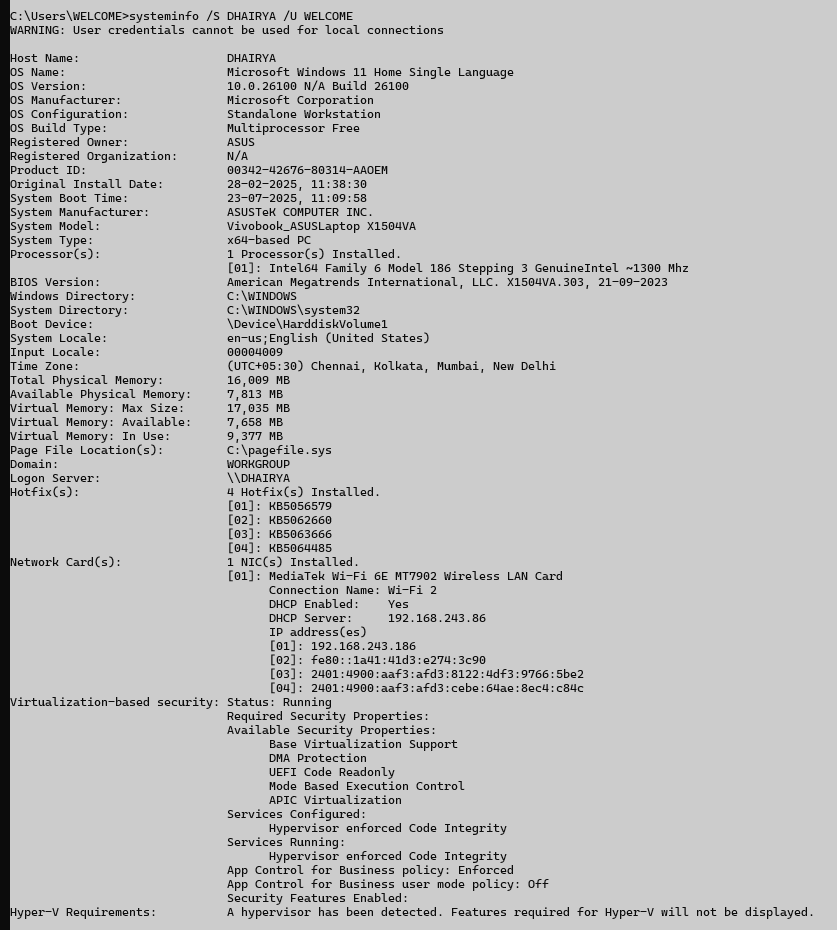 C:\Users\WELCOME>systeminfo /S DHAIRYA /U WELCOME
WARNING: User credentials cannot be used for local connections
Host Name: DHAIRYA
OS Name: Microsoft Windows 11 Home Single Language
OS Version: 10.0.26100 N/A Build 26100
OS Manufacturer: Microsoft Corporation
OS Configuration: Standalone Workstation
OS Build Type: Multiprocessor Free
Registered Owner: ASUS
Registered Organization: N/A
Product ID: 00342-42676-80314-AAOEM
Original Install Date: 28-02-2025, 11:38:30
System Boot Time: 23-07-2025, 11:09:58
System Manufacturer: ASUSTeK COMPUTER INC.
System Model: Vivobook_ASUSLaptop X1504VA
System Type: x64-based PC
Processor(s): 1 Processor(s) Installed.
[01]: Intel64 Family 6 Model 186 Stepping 3 GenuineIntel ~1300 Mhz
BIOS Version: American Megatrends International, LLC. X1504VA.303, 21-09-2023
Windows Directory: C:\WINDOWS
System Directory: C:\WINDOWS\system32
Boot Device: \Device\HarddiskVolume1
System Locale: en-us;English (United States)
Input Locale: 00004009
Time Zone: (UTC+05:30) Chennai, Kolkata, Mumbai, New Delhi
Total Physical Memory: 16,009 MB
Available Physical Memory: 7,813 MB
Virtual Memory: Max Size: 17,035 MB
Virtual Memory: Available: 7,658 MB
Virtual Memory: In Use: 9,377 MB
Page File Location(s): C:\pagefile.sys
Domain: WORKGROUP
Logon Server: \\DHAIRYA
Hotfix(s): 4 Hotfix(s) Installed.
[01]: KB5056579
[02]: KB5062660
[03]: KB5063666
[04]: KB5064485
Network Card(s): 1 NIC(s) Installed.
[01]: MediaTek Wi-Fi 6E MT7902 Wireless LAN Card
Connection Name: Wi-Fi 2
DHCP Enabled: Yes
DHCP Server: 192.168.243.86
IP address(es)
[01]: 192.168.243.186
[02]: fe80::1a41:41d3:e274:3c90
[03]: 2401:4900:aaf3:afd3:8122:4df3:9766:5be2
[04]: 2401:4900:aaf3:afd3:cebe:64ae:8ec4:c84c
Virtualization-based security: Status: Running
Required Security Properties:
Available Security Properties:
Base Virtualization Support
DMA Protection
UEFI Code Readonly
Mode Based Execution Control
APIC Virtualization
Services Configured:
Hypervisor enforced Code Integrity
Services Running:
Hypervisor enforced Code Integrity
App Control for Business policy: Enforced
App Control for Business user mode policy: Off
Security Features Enabled:
Hyper-V Requirements: A hypervisor has been detected. Features required for Hyper-V will not be displayed.